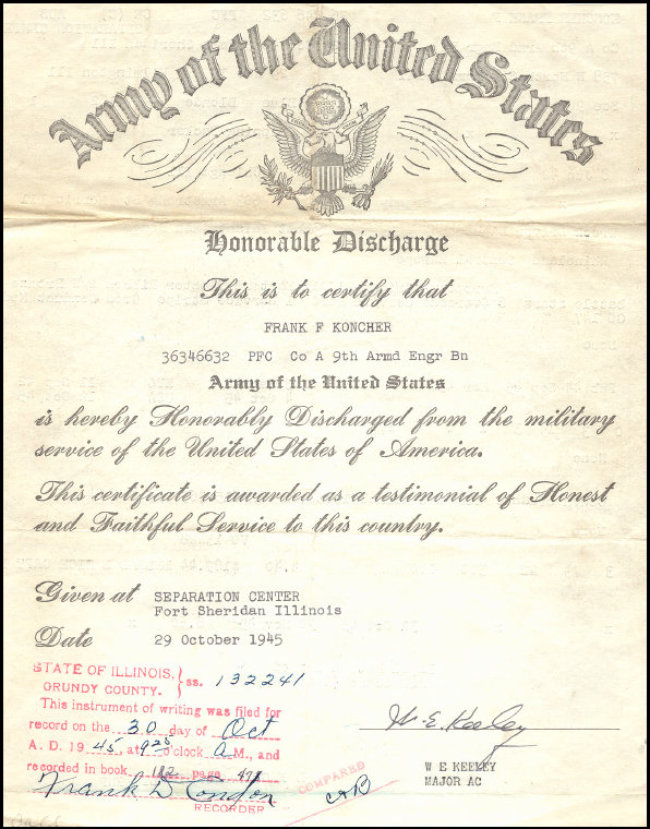 Army of the United States
Honorable Discharge
This is to certify that
FRANK F KONCHER
36346632 PFC Co A 9th Armd Engr Bn
Army of the United States
is hereby Honorably Discharged from the military
service of the United States of America.
This certificate is awarded as a testimonial of Honest
and Faithful Service to this country.
Given at SEPARATION CENTER
Fort Sheridan Illinois
Date 29 October 1945
STATE OF ILLINOIS, } ss. 132241
GRUNDY COUNTY.
This instrument of writing was filed for
record on the 30 day of Oct
A. D. 1945, at 9 25 o'clock A M., and
recorded in book 182 page
Frank D Condon
RECORDER
COMPARED
W. E. Keeley
W E KEELEY
MAJOR AC